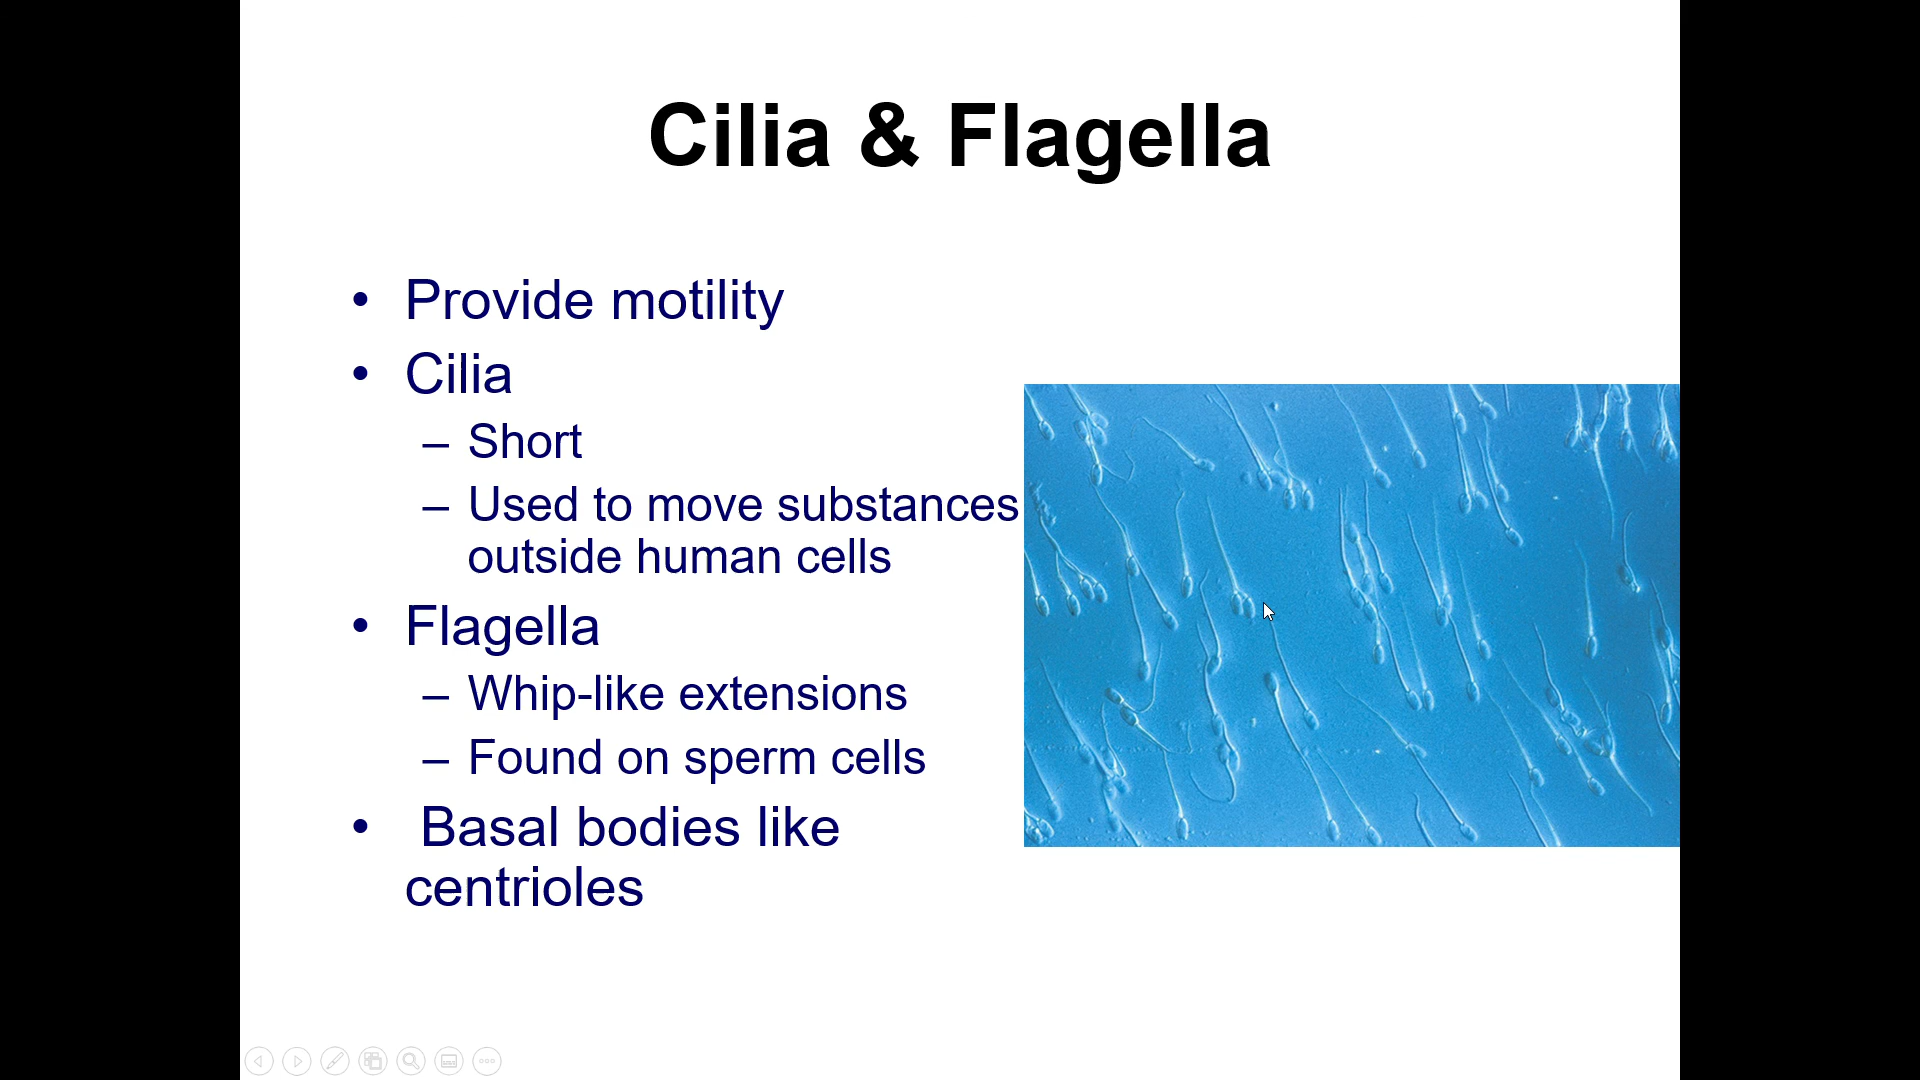 Cilia & Flagella
• Provide motility
• Cilia
– Short
– Used to move substances
outside human cells
• Flagella
– Whip-like extensions
– Found on sperm cells
• Basal bodies like
centrioles